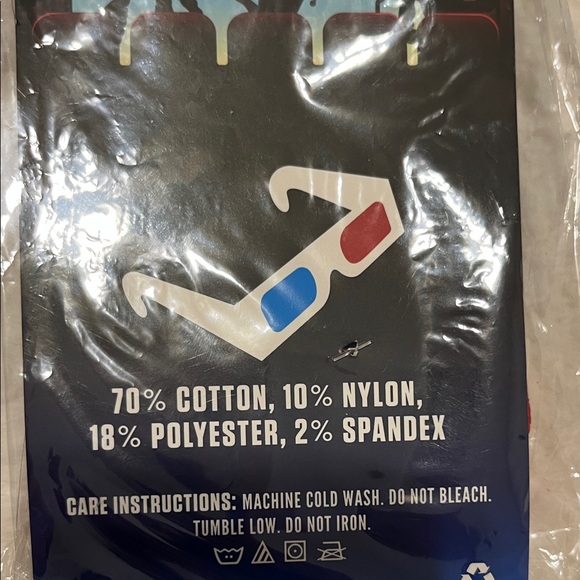 70% COTTON, 10% NYLON,
18% POLYESTER, 2% SPANDEX
CARE INSTRUCTIONS: MACHINE COLD WASH. DO NOT BLEACH.
TUMBLE LOW. DO NOT IRON.